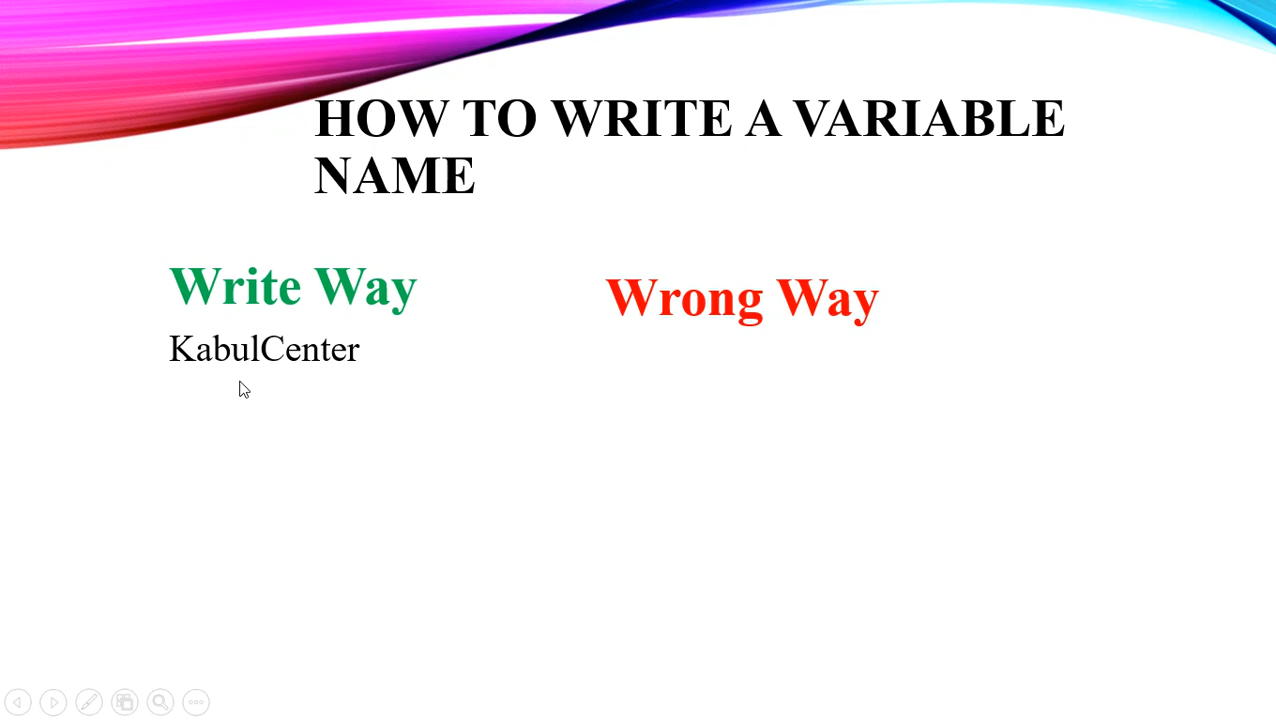 HOW TO WRITE A VARIABLE
NAME
Write Way
Wrong Way
KabulCenter